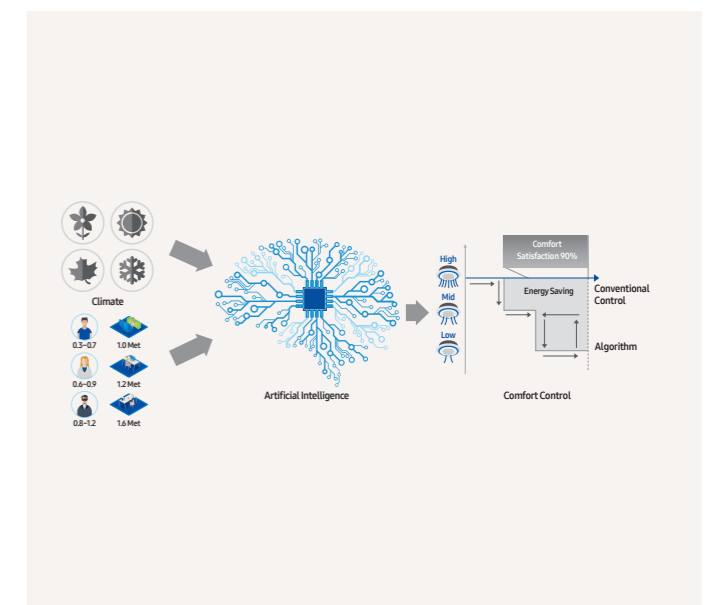 Climate
0.3~0.7
1.0 Met
0.6~0.9
1.2 Met
0.8~1.2
1.6 Met
Artificial Intelligence
High
Mid
Low
Comfort
Satisfaction 90%
Energy Saving
Conventional
Control
Algorithm
Comfort Control